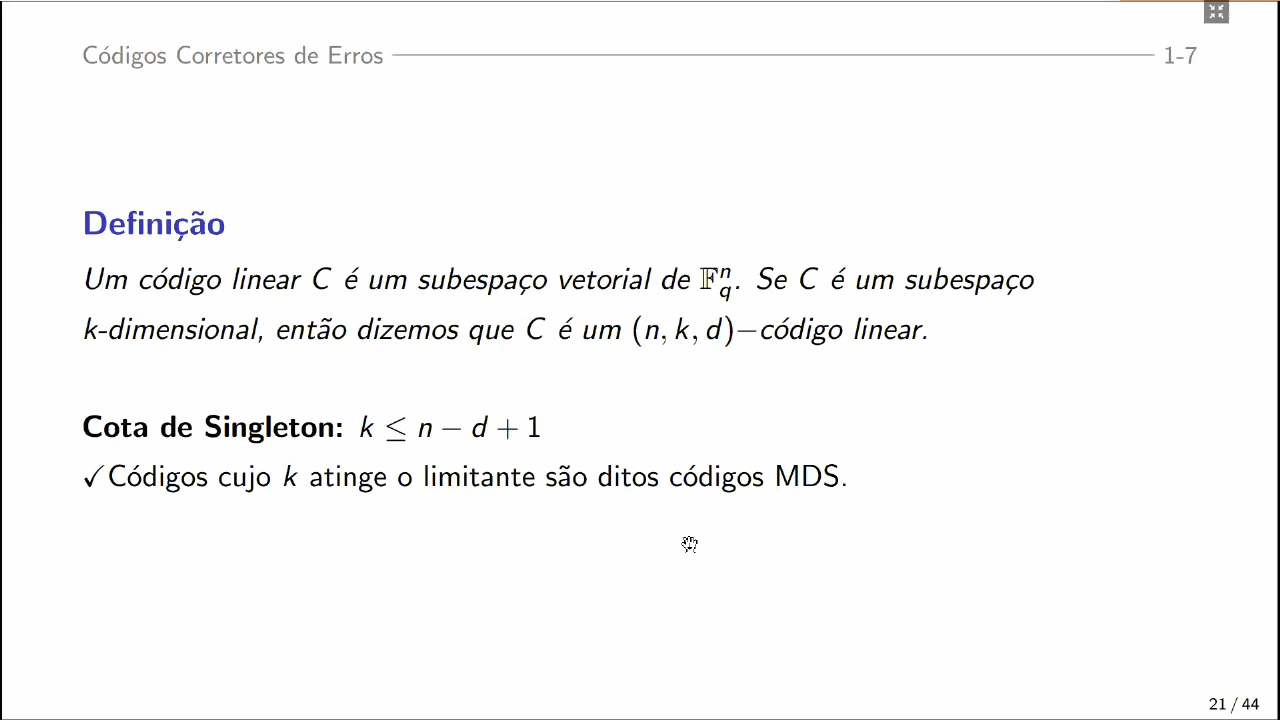 Códigos Corretores de Erros 1-7
Definição
Um código linear C é um subespaço vetorial de 𝔽ⁿ_q. Se C é um subespaço
k-dimensional, então dizemos que C é um (n, k, d)−código linear.
Cota de Singleton: k ≤ n − d + 1
✓Códigos cujo k atinge o limitante são ditos códigos MDS.
21 / 44